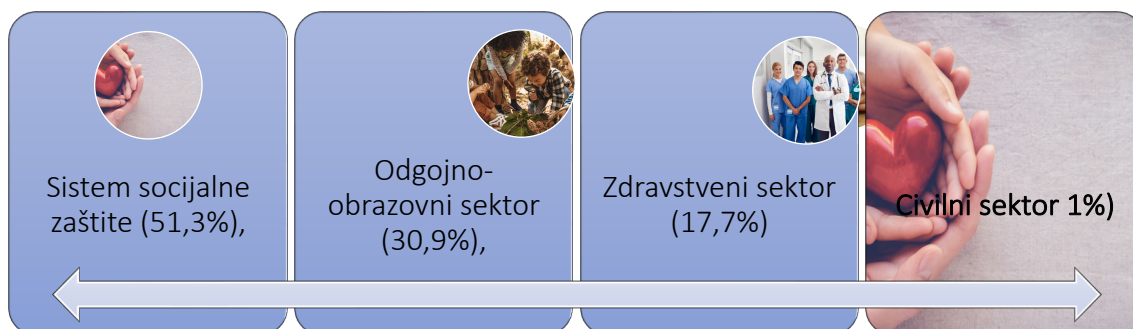 Sistem socijalne
zaštite (51,3%),
Odgojno-
obrazovni sektor
(30,9%),
Zdravstveni sektor
(17,7%)
Civilni sektor 1%)